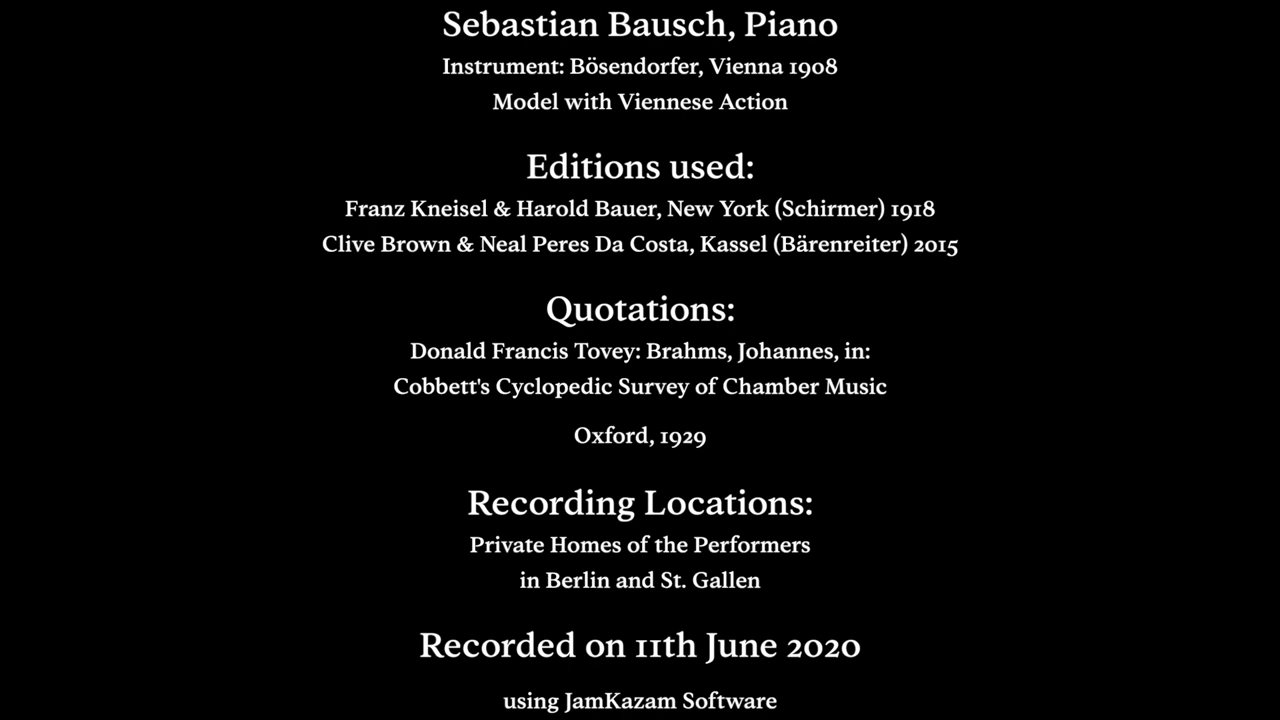 Sebastian Bausch, Piano
Instrument: Bösendorfer, Vienna 1908
Model with Viennese Action
Editions used:
Franz Kneisel & Harold Bauer, New York (Schirmer) 1918
Clive Brown & Neal Peres Da Costa, Kassel (Bärenreiter) 2015
Quotations:
Donald Francis Tovey: Brahms, Johannes, in:
Cobbett's Cyclopedic Survey of Chamber Music
Oxford, 1929
Recording Locations:
Private Homes of the Performers
in Berlin and St. Gallen
Recorded on 11th June 2020
using JamKazam Software